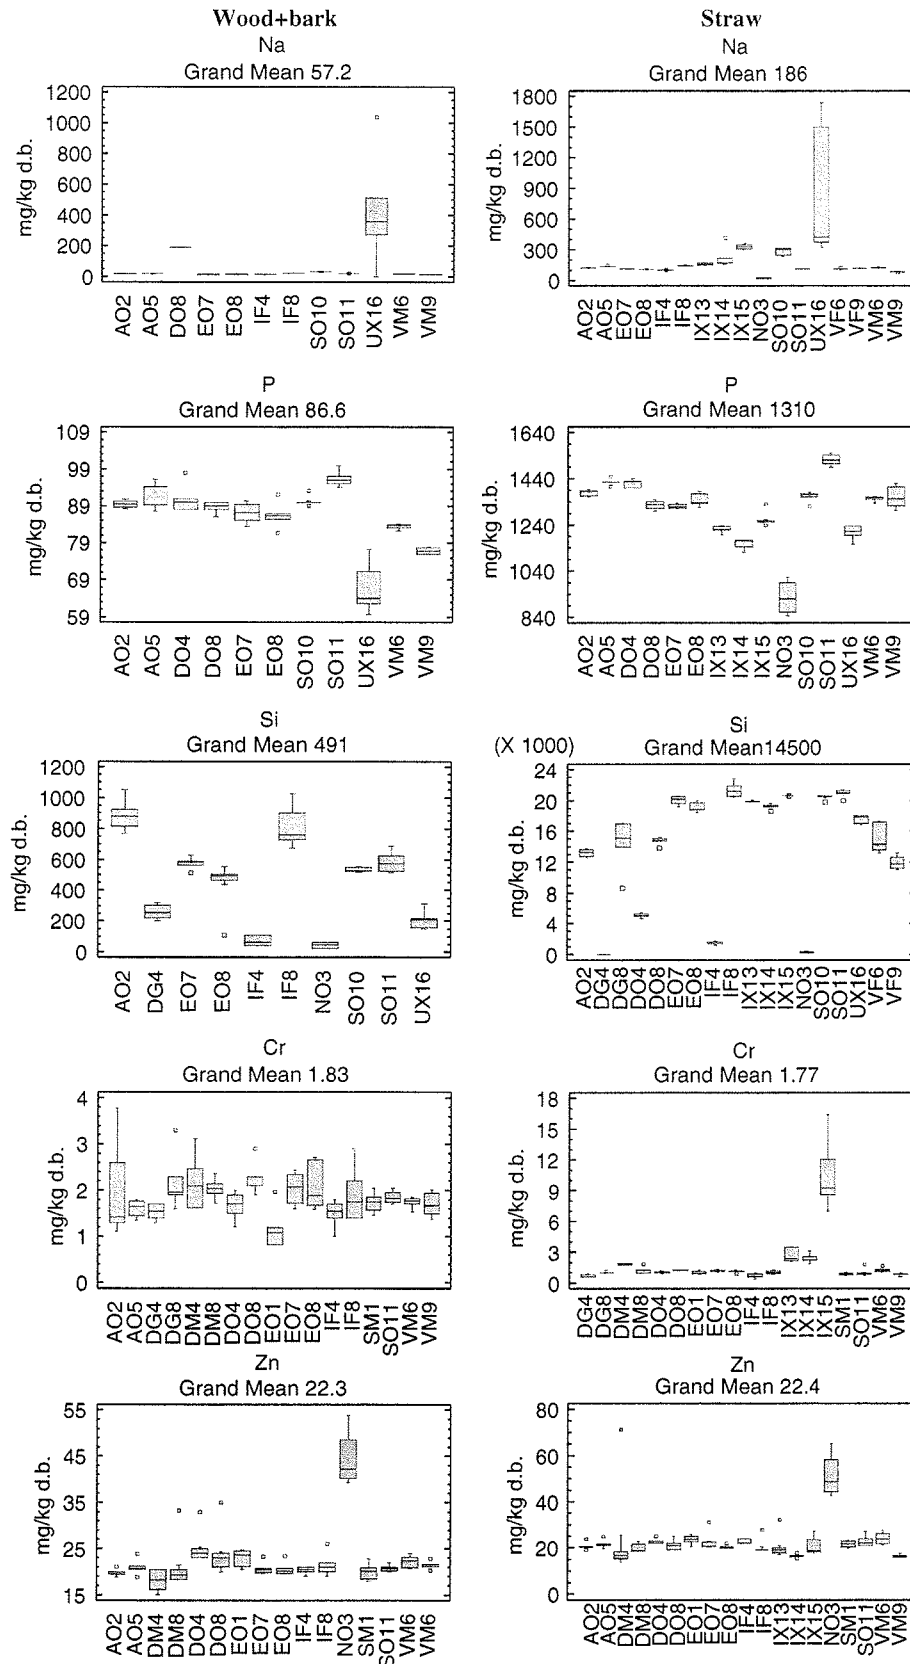 Wood+bark
Na
Grand Mean 57.2
mg/kg d.b.
1200
1000
800
600
400
200
0
AO2 AO5 DO8 EO7 EO8 IF4 IF8 SO10 SO11 UX16 VM6 VM9
Straw
Na
Grand Mean 186
mg/kg d.b.
1800
1500
1200
900
600
300
0
AO2 AO5 EO7 EO8 IF4 IF8 IX13 IX14 IX15 NO3 SO10 SO11 UX16 VF6 VF9 VM6 VM9
P
Grand Mean 86.6
mg/kg d.b.
109
99
89
79
69
59
AO2 AO5 DO4 DO8 EO7 EO8 SO10 SO11 UX16 VM6 VM9
P
Grand Mean 1310
mg/kg d.b.
1640
1440
1240
1040
840
AO2 AO5 DO4 DO8 EO7 EO8 IX13 IX14 IX15 NO3 SO10 SO11 UX16 VM6 VM9
Si
Grand Mean 491
mg/kg d.b.
1200
1000
800
600
400
200
0
AO2 DG4 EO7 EO8 IF4 IF8 NO3 SO10 SO11 UX16
Si
(X 1000) Grand Mean14500
mg/kg d.b.
24
20
16
12
8
4
0
AO2 DG4 DG8 DO4 DO8 EO7 EO8 IF4 IF8 IX13 IX14 IX15 NO3 SO10 SO11 UX16 VF6 VF9
Cr
Grand Mean 1.83
mg/kg d.b.
4
3
2
1
0
AO2 AO5 DG4 DG8 DM4 DM8 DO4 DO8 EO1 EO7 EO8 IF4 IF8 SM1 SO11 VM6 VM9
Cr
Grand Mean 1.77
mg/kg d.b.
18
15
12
9
6
3
0
DG4 DG8 DM4 DM8 DO4 DO8 EO1 EO7 EO8 IF4 IF8 IX13 IX14 IX15 SM1 SO11 VM6 VM9
Zn
Grand Mean 22.3
mg/kg d.b.
55
45
35
25
15
AO2 AO5 DM4 DM8 DO4 DO8 EO1 EO7 EO8 IF4 IF8 NO3 SM1 SO11 VM6 VM6
Zn
Grand Mean 22.4
mg/kg d.b.
80
60
40
20
0
AO2 AO5 DM4 DM8 DO4 DO8 EO1 EO7 EO8 IF4 IF8 IX13 IX14 IX15 NO3 SM1 SO11 VM6 VM9